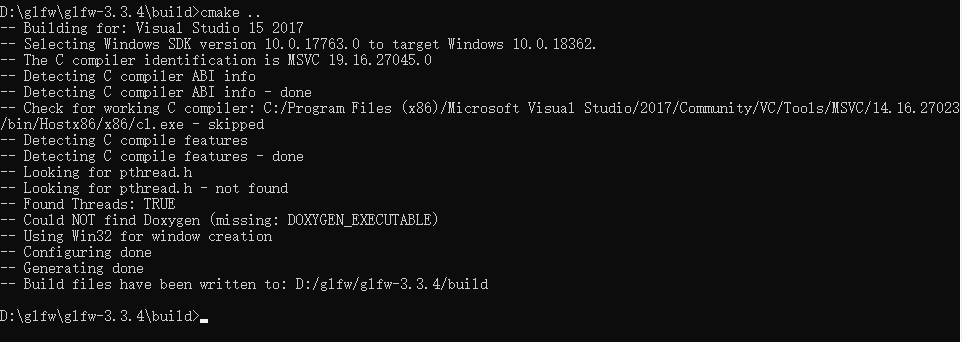 D:\glfw\glfw-3.3.4\build>cmake ..
-- Building for: Visual Studio 15 2017
-- Selecting Windows SDK version 10.0.17763.0 to target Windows 10.0.18362.
-- The C compiler identification is MSVC 19.16.27045.0
-- Detecting C compiler ABI info
-- Detecting C compiler ABI info - done
-- Check for working C compiler: C:/Program Files (x86)/Microsoft Visual Studio/2017/Community/VC/Tools/MSVC/14.16.27023
/bin/Hostx86/x86/cl.exe - skipped
-- Detecting C compile features
-- Detecting C compile features - done
-- Looking for pthread.h
-- Looking for pthread.h - not found
-- Found Threads: TRUE
-- Could NOT find Doxygen (missing: DOXYGEN_EXECUTABLE)
-- Using Win32 for window creation
-- Configuring done
-- Generating done
-- Build files have been written to: D:/glfw/glfw-3.3.4/build
D:\glfw\glfw-3.3.4\build>